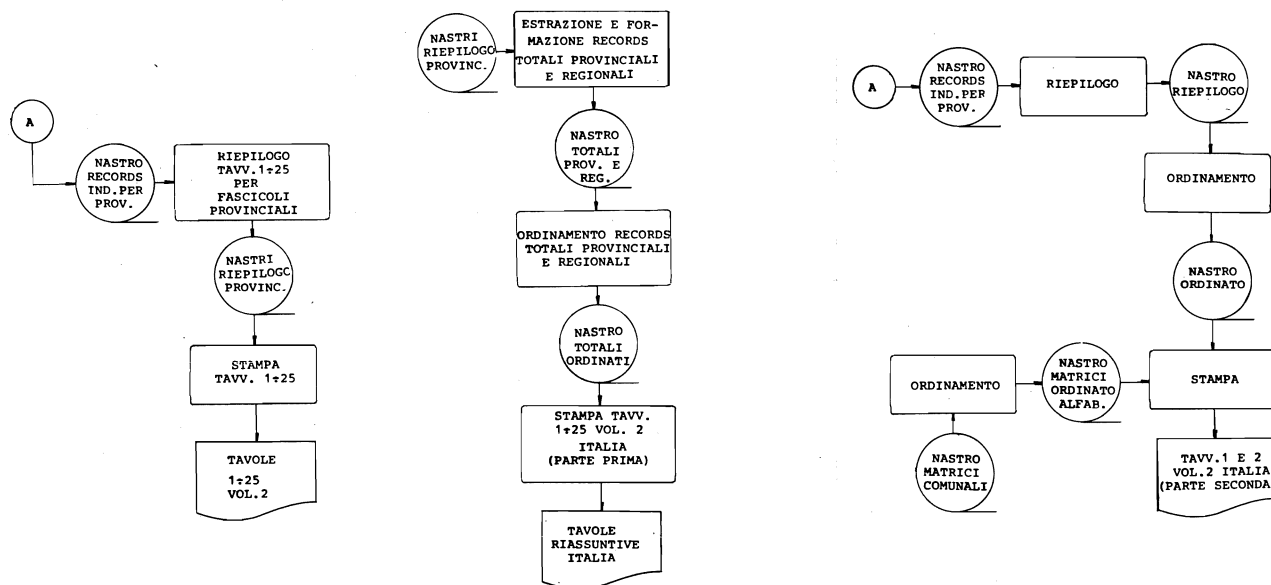 A
NASTRO
RECORDS
IND.PER
PROV.
RIEPILOGO
TAVV.1÷25
PER
FASCICOLI
PROVINCIALI
NASTRI
RIEPILOGO
PROVINC.
STAMPA
TAVV. 1÷25
TAVOLE
1÷25
VOL.2
NASTRI
RIEPILOGO
PROVINC.
ESTRAZIONE E FOR-
MAZIONE RECORDS
TOTALI PROVINCIALI
E REGIONALI
NASTRO
TOTALI
PROV. E
REG.
ORDINAMENTO RECORDS
TOTALI PROVINCIALI
E REGIONALI
NASTRO
TOTALI
ORDINATI
STAMPA TAVV.
1÷25 VOL. 2
ITALIA
(PARTE PRIMA)
TAVOLE
RIASSUNTIVE
ITALIA
A
NASTRO
RECORDS
IND.PER
PROV.
RIEPILOGO
NASTRO
RIEPILOGO
ORDINAMENTO
NASTRO
ORDINATO
ORDINAMENTO
NASTRO
MATRICI
ORDINATO
ALFAB.
STAMPA
NASTRO
MATRICI
COMUNALI
TAVV.1 E 2
VOL.2 ITALIA
(PARTE SECONDA